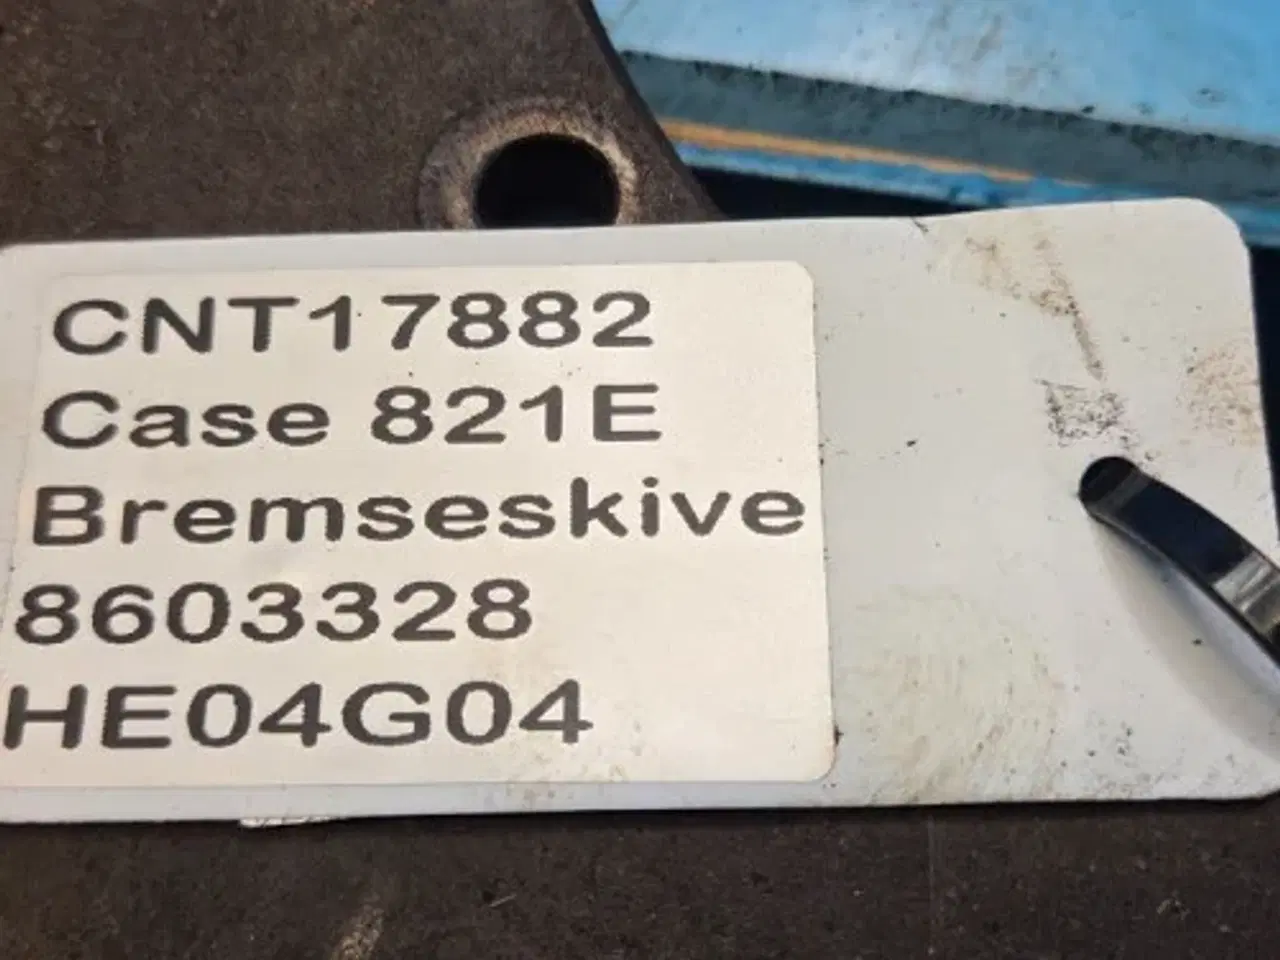 CNT17882
Case 821E
Bremseskive
8603328
HE04G04